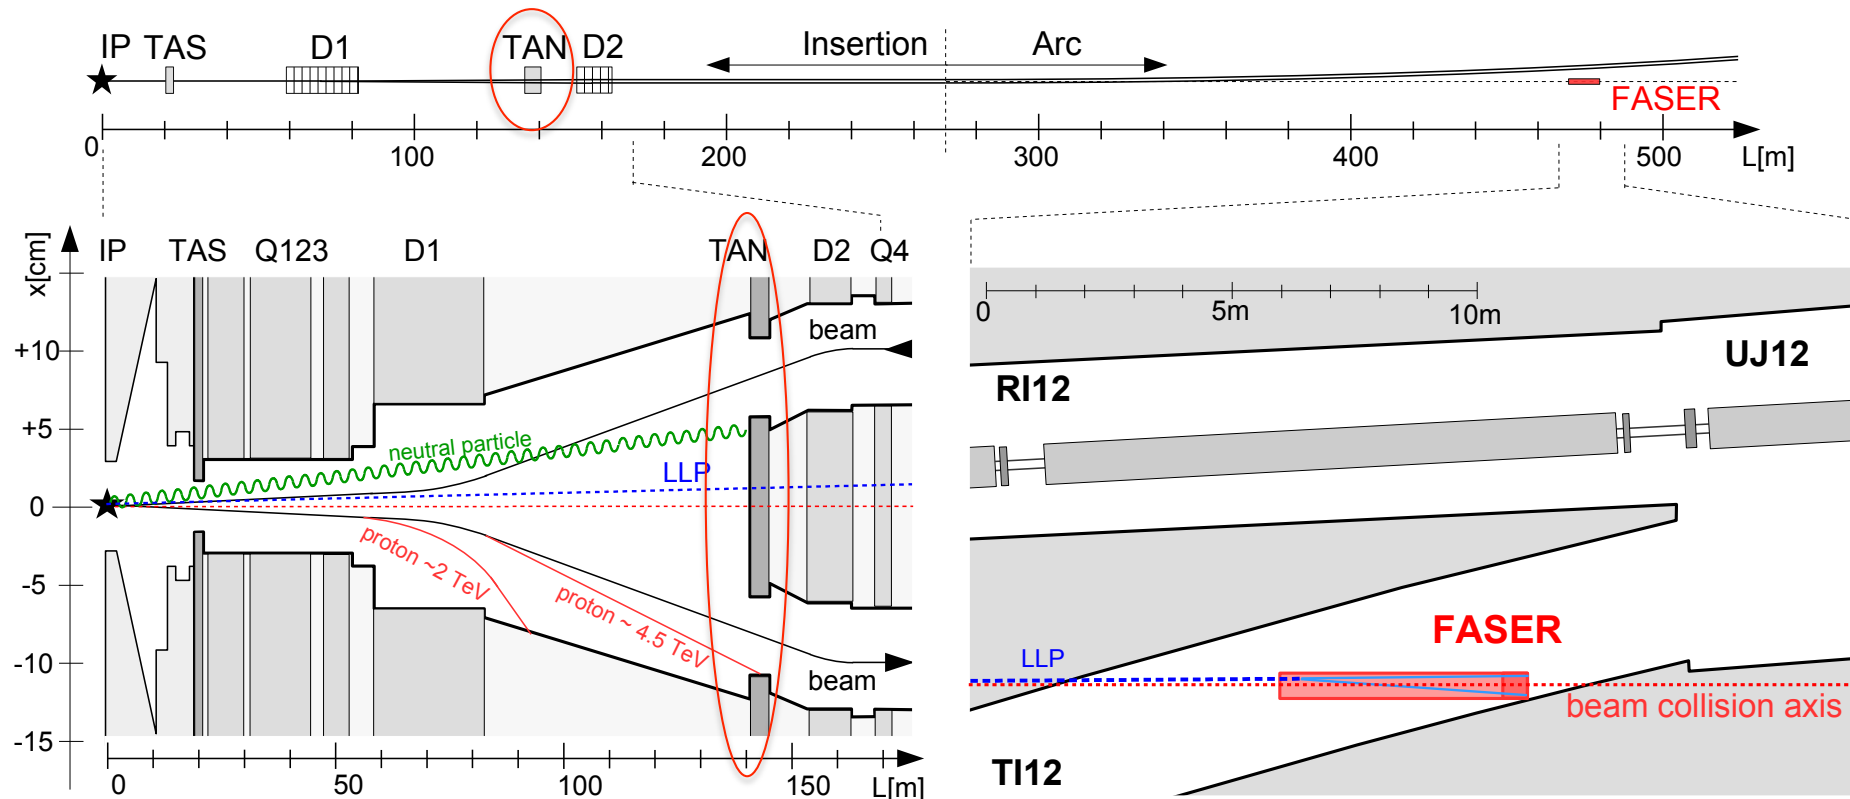 IP TAS D1 TAN D2 Insertion Arc
FASER
0 100 200 300 400 500 L[m]
x[cm] IP TAS Q123 D1 TAN D2 Q4
+10
+5
0
-5
-10
-15
beam
neutral particle
LLP
proton ~2 TeV
proton ~ 4.5 TeV
beam
0 50 100 150 L[m]
0 5m 10m
RI12
UJ12
FASER
LLP
beam collision axis
TI12